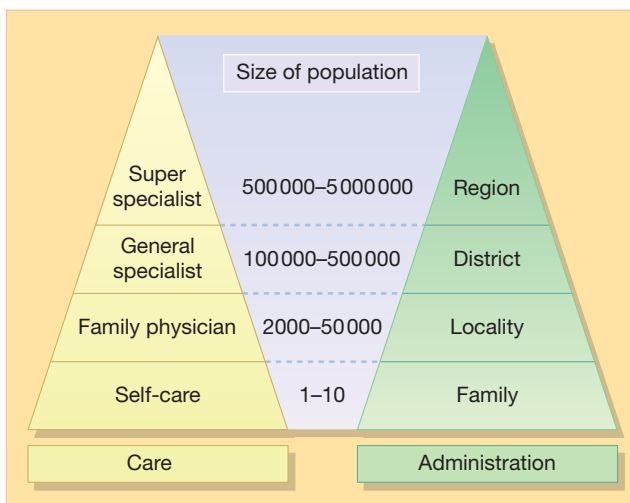 Size of population
Super
specialist
500 000–5 000 000
Region
General
specialist
100 000–500 000
District
Family physician
2000–50 000
Locality
Self-care
1–10
Family
Care
Administration